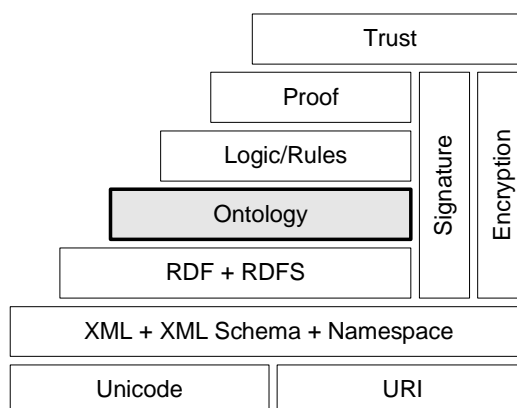 Trust
Proof
Logic/Rules
Ontology
RDF + RDFS
Signature
Encryption
XML + XML Schema + Namespace
Unicode
URI